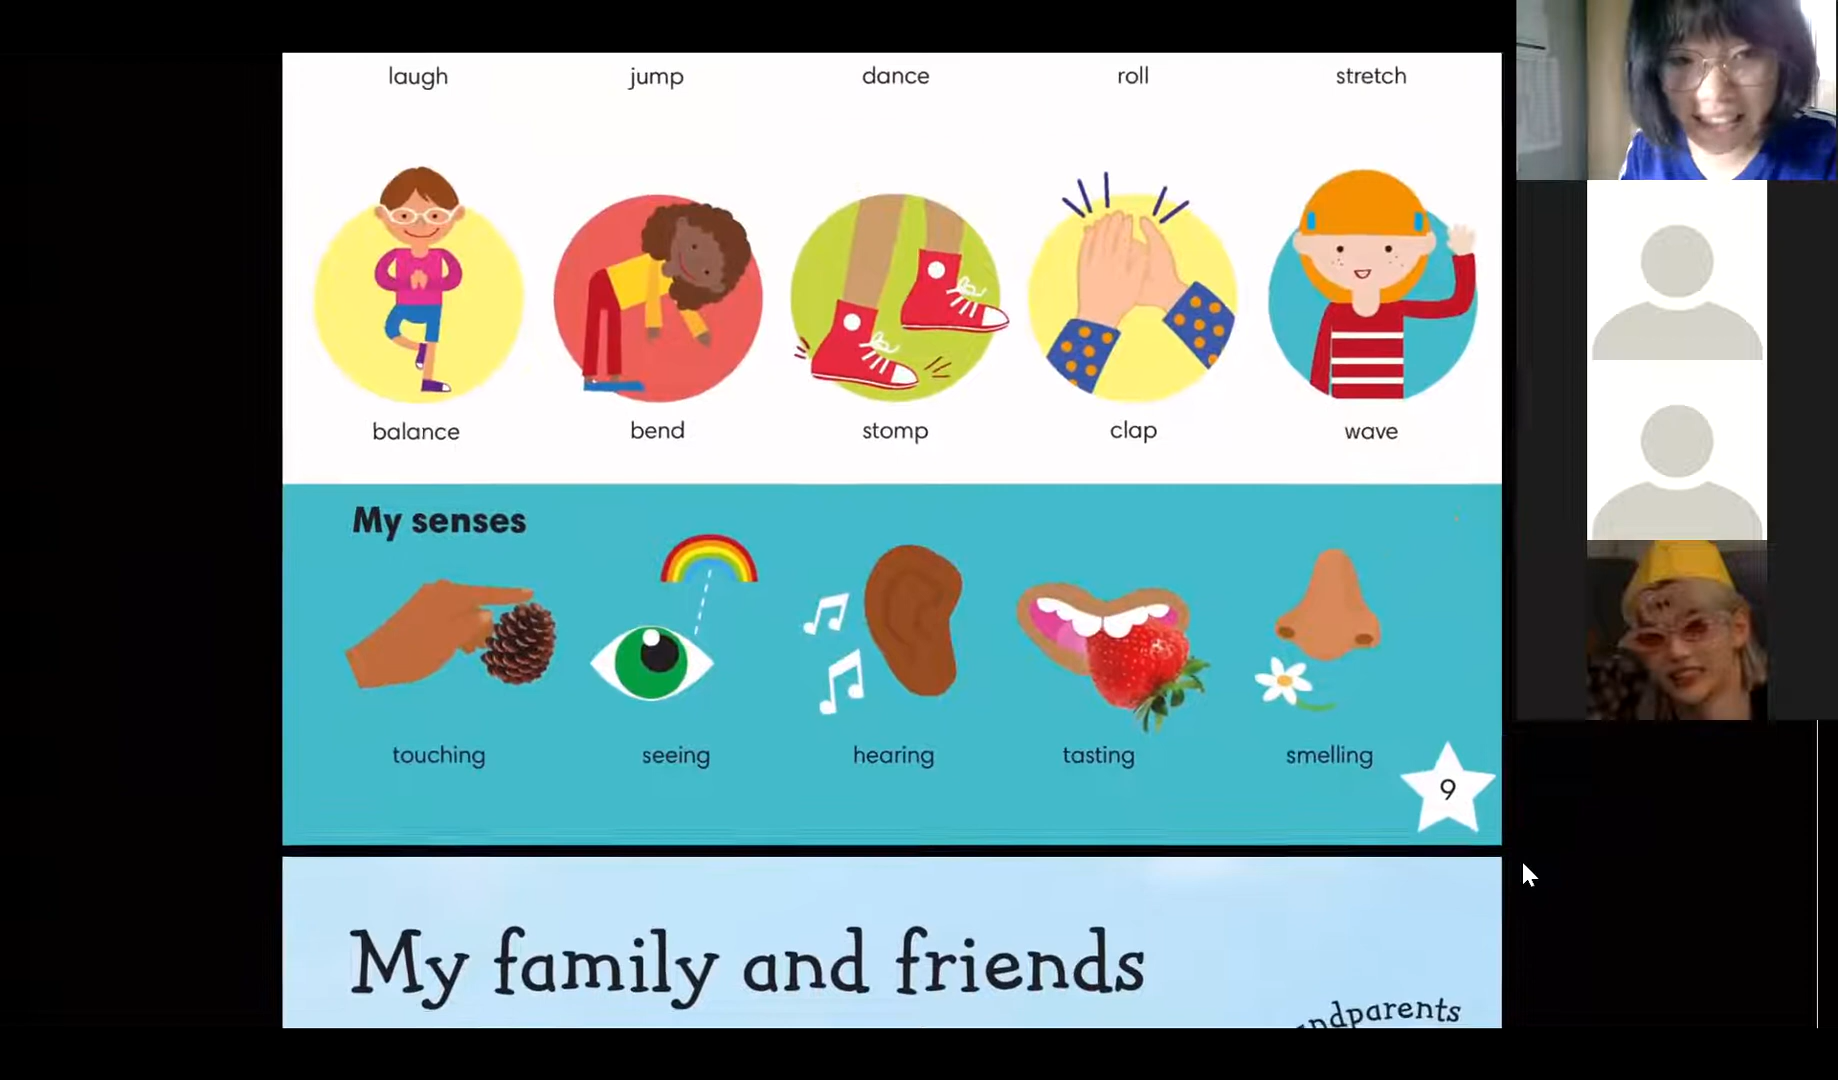 laugh jump dance roll stretch
balance bend stomp clap wave
My senses
touching seeing hearing tasting smelling
9
My family and friends